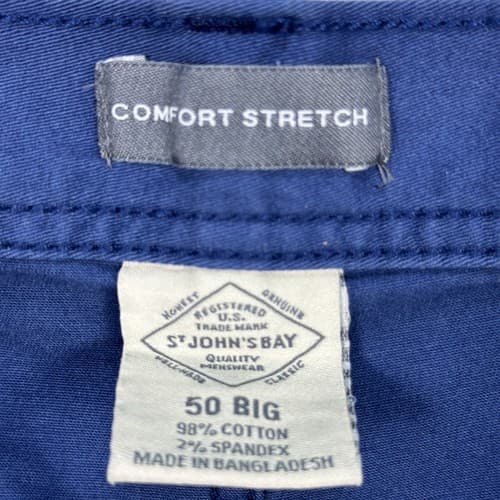 COMFORT STRETCH
HONEST GENUINE
REGISTERED
U.S.
TRADE MARK
ST JOHN'S BAY
QUALITY
MENSWEAR
WELL-MADE CLASSIC
50 BIG
98% COTTON
2% SPANDEX
MADE IN BANGLADESH